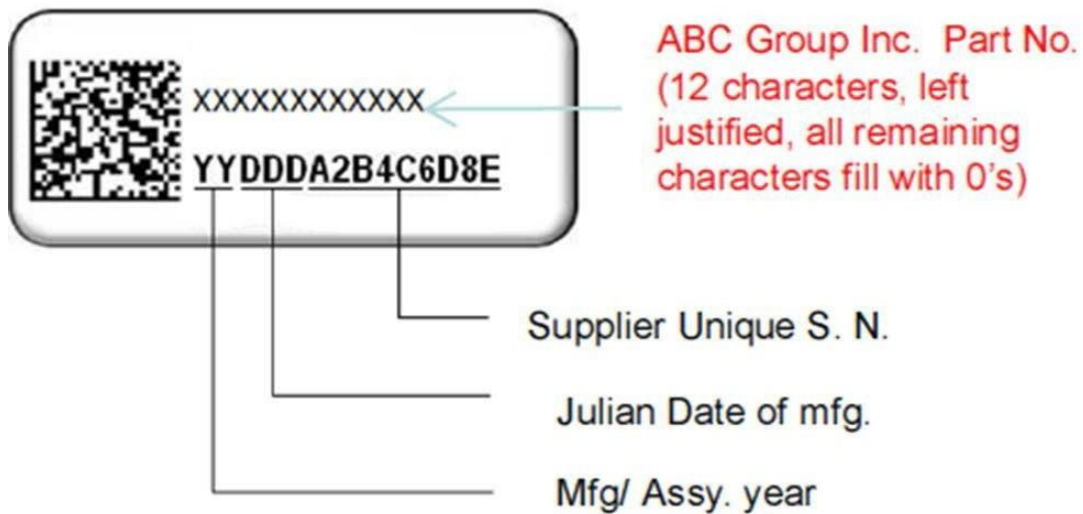 ABC Group Inc. Part No.
(12 characters, left
justified, all remaining
characters fill with 0's)
XXXXXXXXXXXX
YYDDDA2B4C6D8E
Supplier Unique S. N.
Julian Date of mfg.
Mfg/ Assy. year